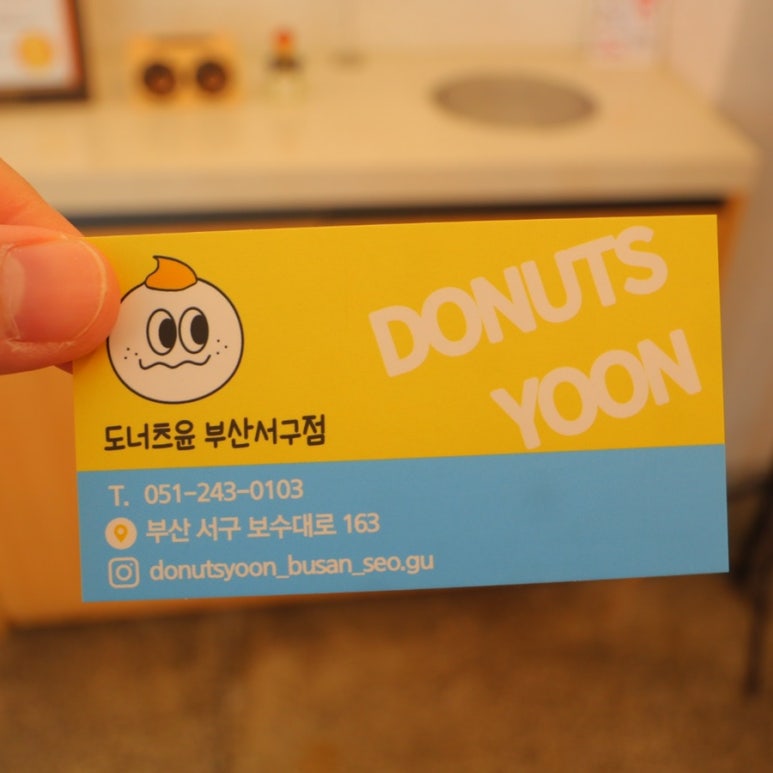 DONUTS
YOON
도너츠윤 부산서구점
T. 051-243-0103
부산 서구 보수대로 163
donutsyoon_busan_seo.gu